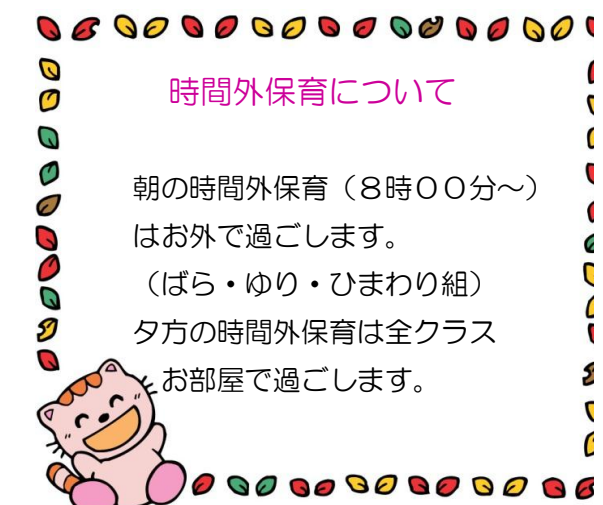 時間外保育について
朝の時間外保育（８時００分～）
はお外で過ごします。
（ばら・ゆり・ひまわり組）
夕方の時間外保育は全クラス
お部屋で過ごします。